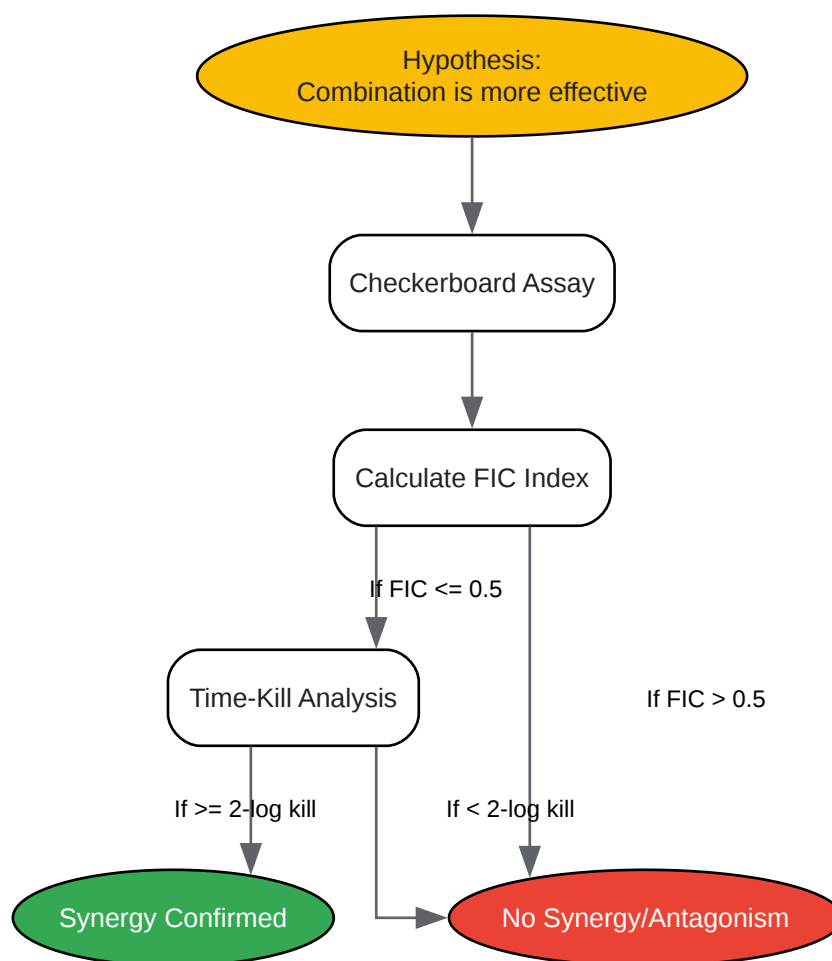 Hypothesis:
Combination is more effective
Checkerboard Assay
Calculate FIC Index
If FIC <= 0.5
Time-Kill Analysis
If FIC > 0.5
If >= 2-log kill
If < 2-log kill
Synergy Confirmed
No Synergy/Antagonism